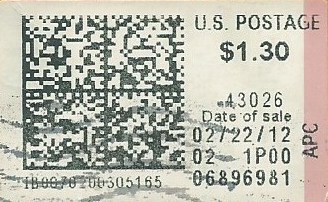 U.S. POSTAGE
$1.30
43026
Date of sale
02/22/12
02 1P00
06896981
APC